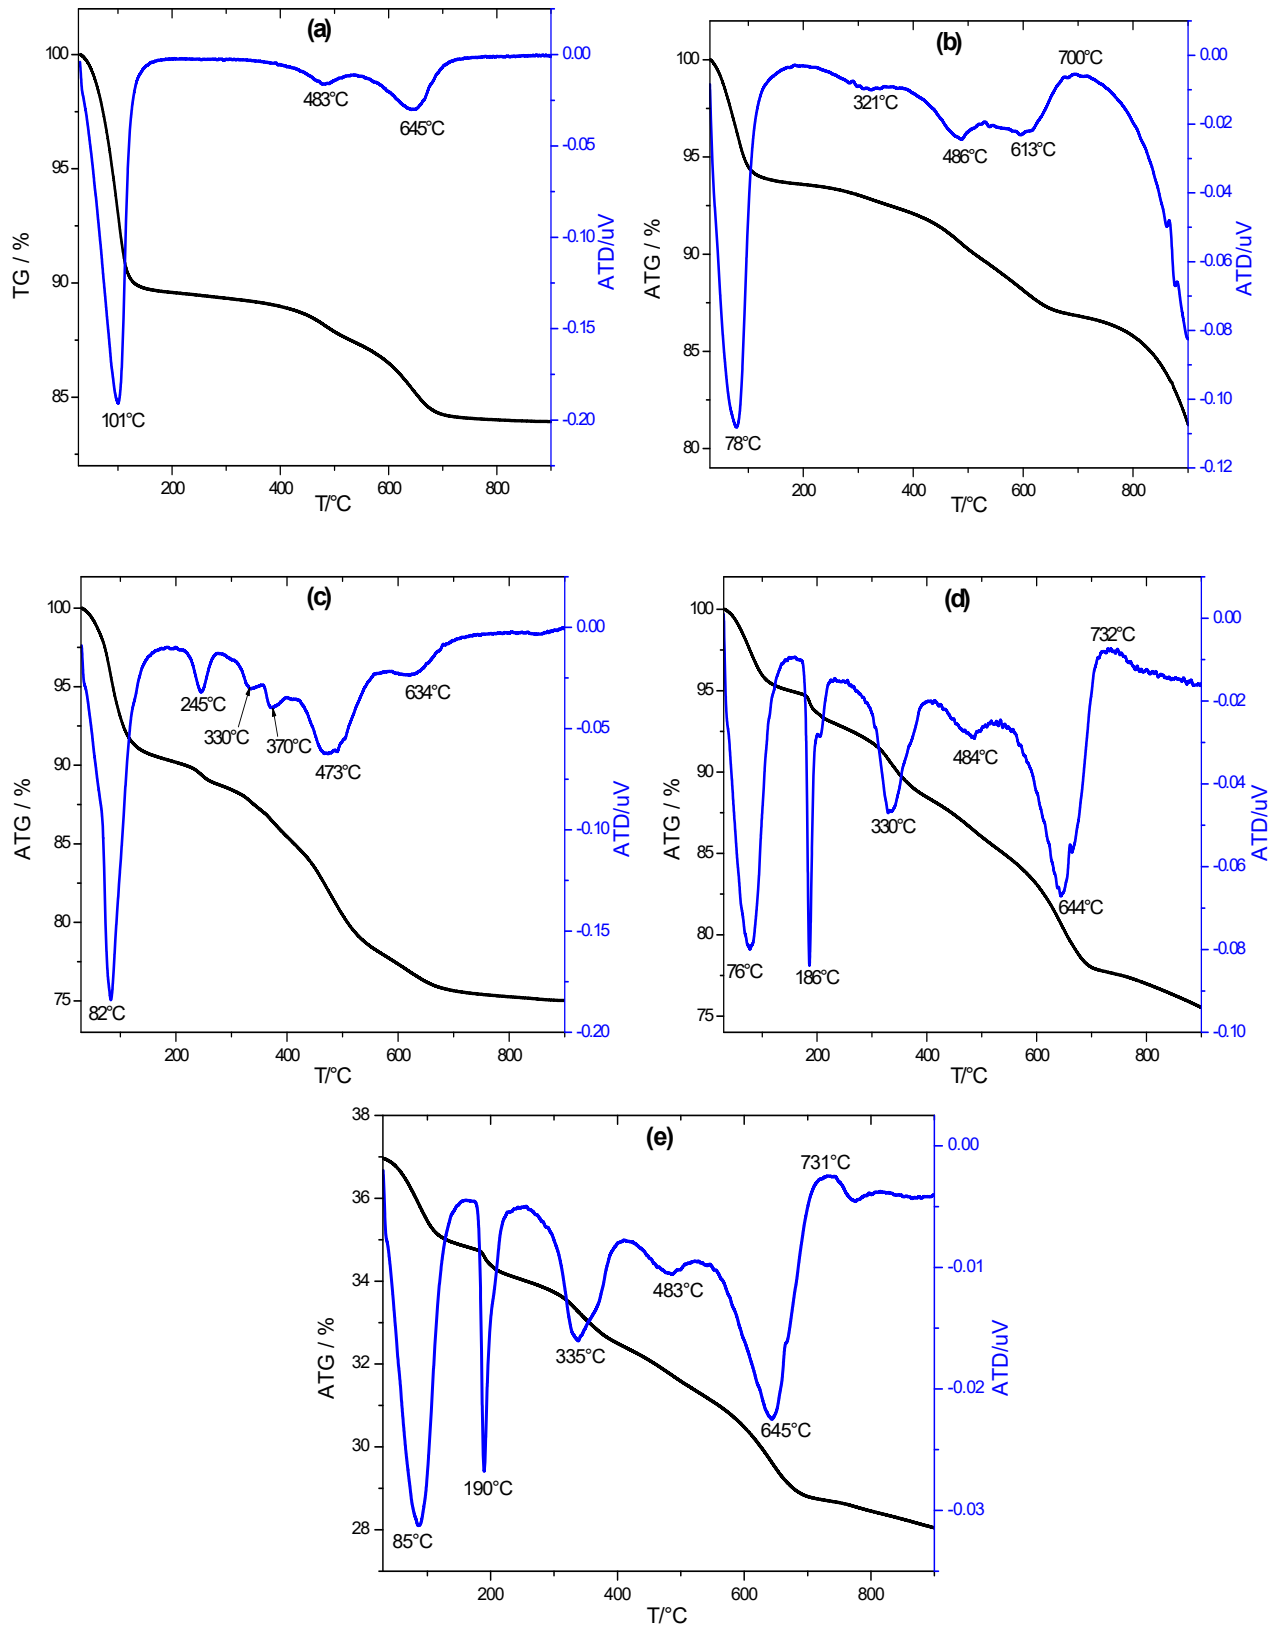 (a)
100
95
90
85
TG / %
0.00
-0.05
-0.10
-0.15
-0.20
ATD/uV
483°C
645°C
101°C
200
400
600
800
T/°C
(b)
100
95
90
85
80
ATG / %
0.00
-0.02
-0.04
-0.06
-0.08
-0.10
-0.12
ATD/uV
700°C
321°C
486°C
613°C
78°C
200
400
600
800
T/°C
(c)
100
95
90
85
80
75
ATG / %
0.00
-0.05
-0.10
-0.15
-0.20
ATD/uV
245°C
330°C
370°C
473°C
634°C
82°C
200
400
600
800
T/°C
(d)
100
95
90
85
80
75
ATG / %
0.00
-0.02
-0.04
-0.06
-0.08
-0.10
ATD/uV
732°C
484°C
330°C
644°C
76°C
186°C
200
400
600
800
T/°C
(e)
38
36
34
32
30
28
ATG / %
0.00
-0.01
-0.02
-0.03
ATD/uV
731°C
483°C
335°C
645°C
190°C
85°C
200
400
600
800
T/°C